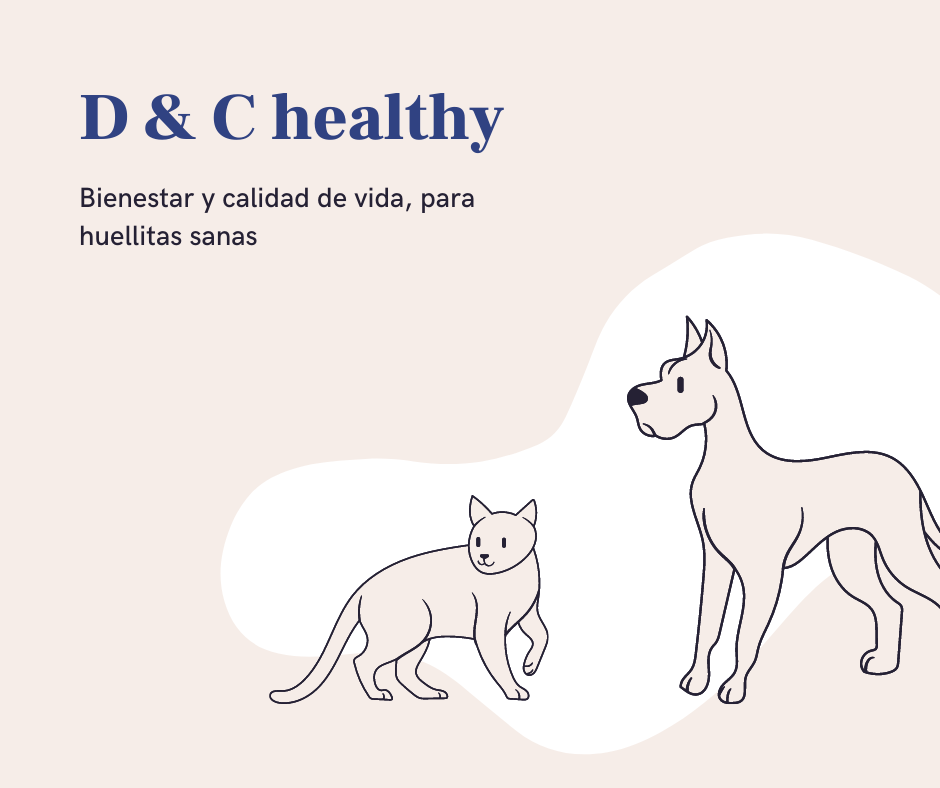 D & C healthy
Bienestar y calidad de vida, para
huellitas sanas